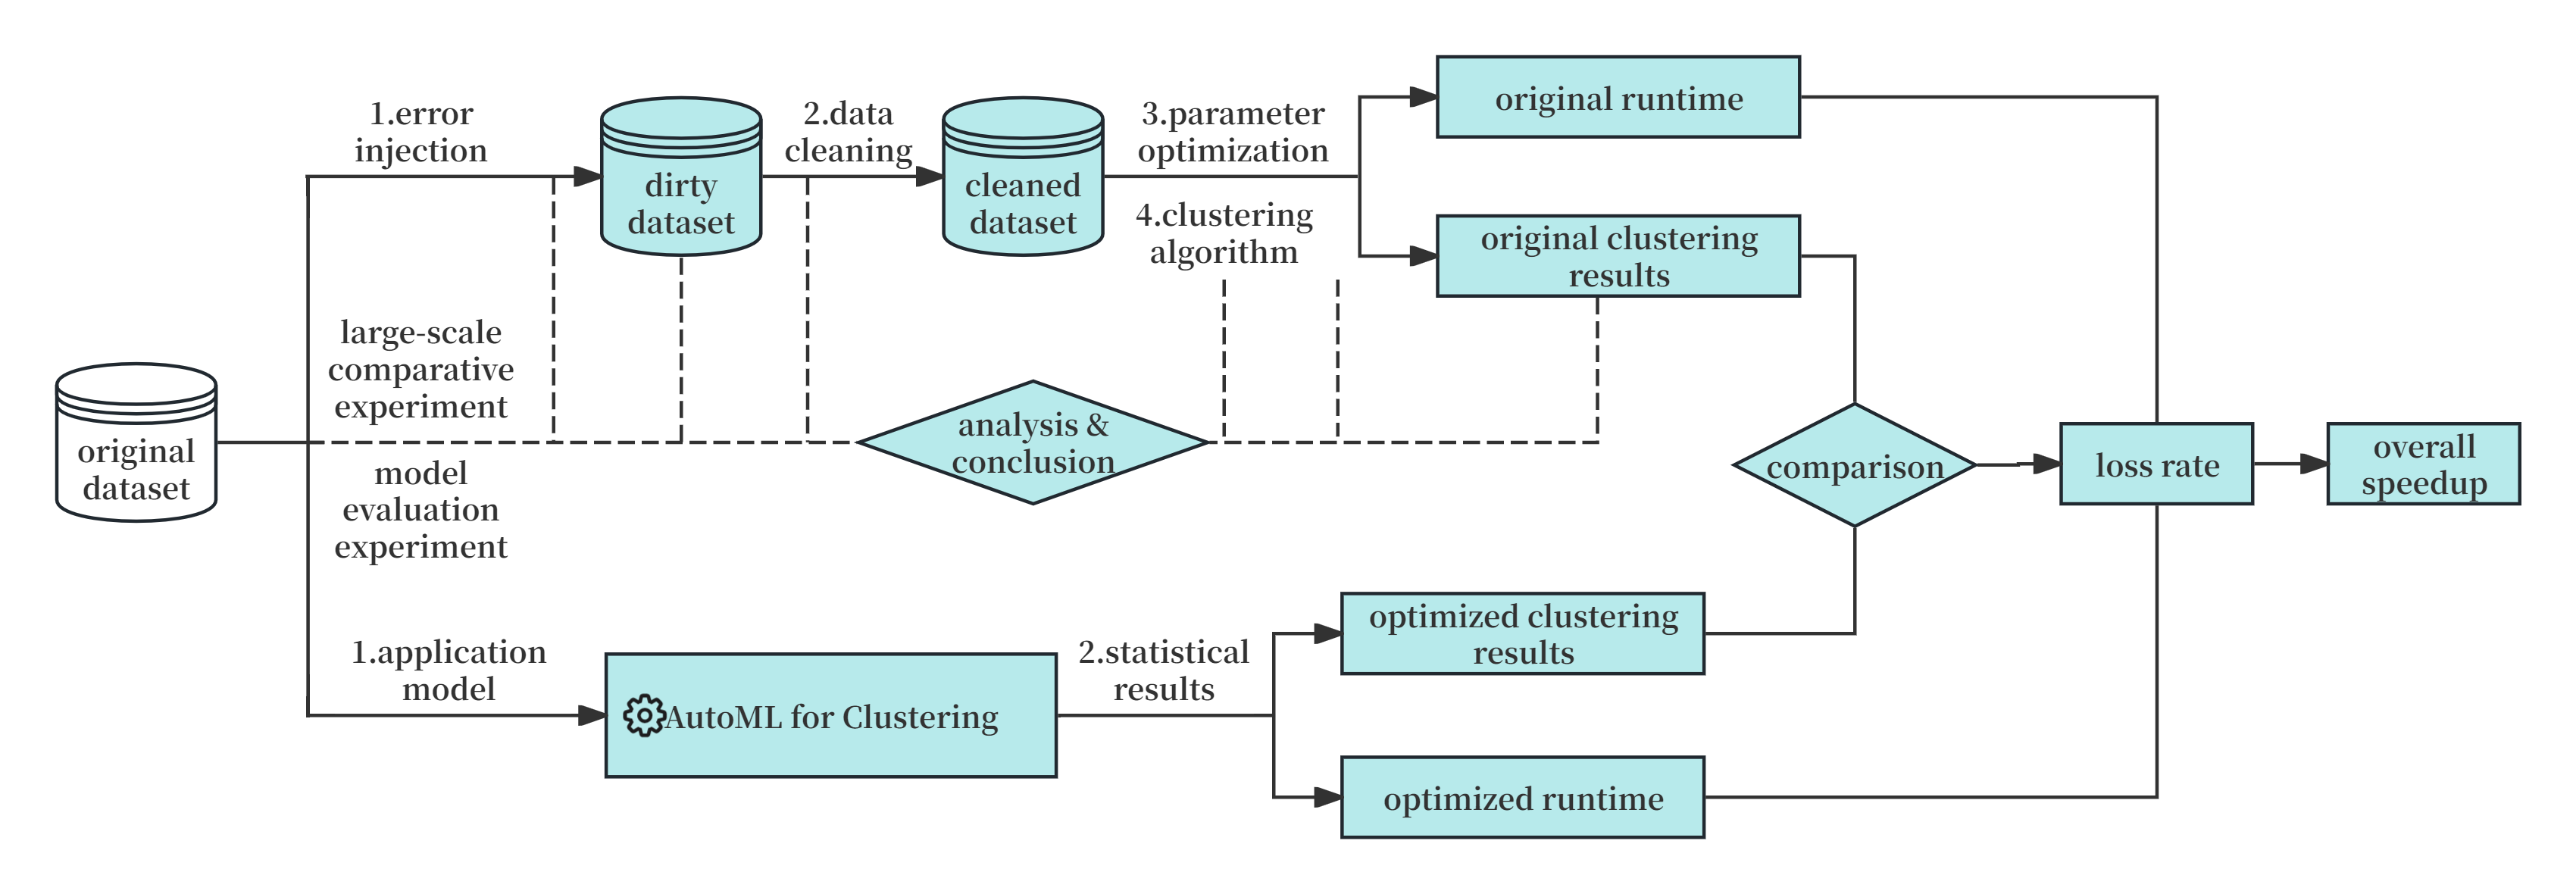 1.error
injection
2.data
cleaning
3.parameter
optimization
4.clustering
algorithm
original runtime
dirty
dataset
cleaned
dataset
original clustering
results
large-scale
comparative
experiment
original
dataset
model
evaluation
experiment
analysis &
conclusion
comparison
loss rate
overall
speedup
1.application
model
AutoML for Clustering
2.statistical
results
optimized clustering
results
optimized runtime